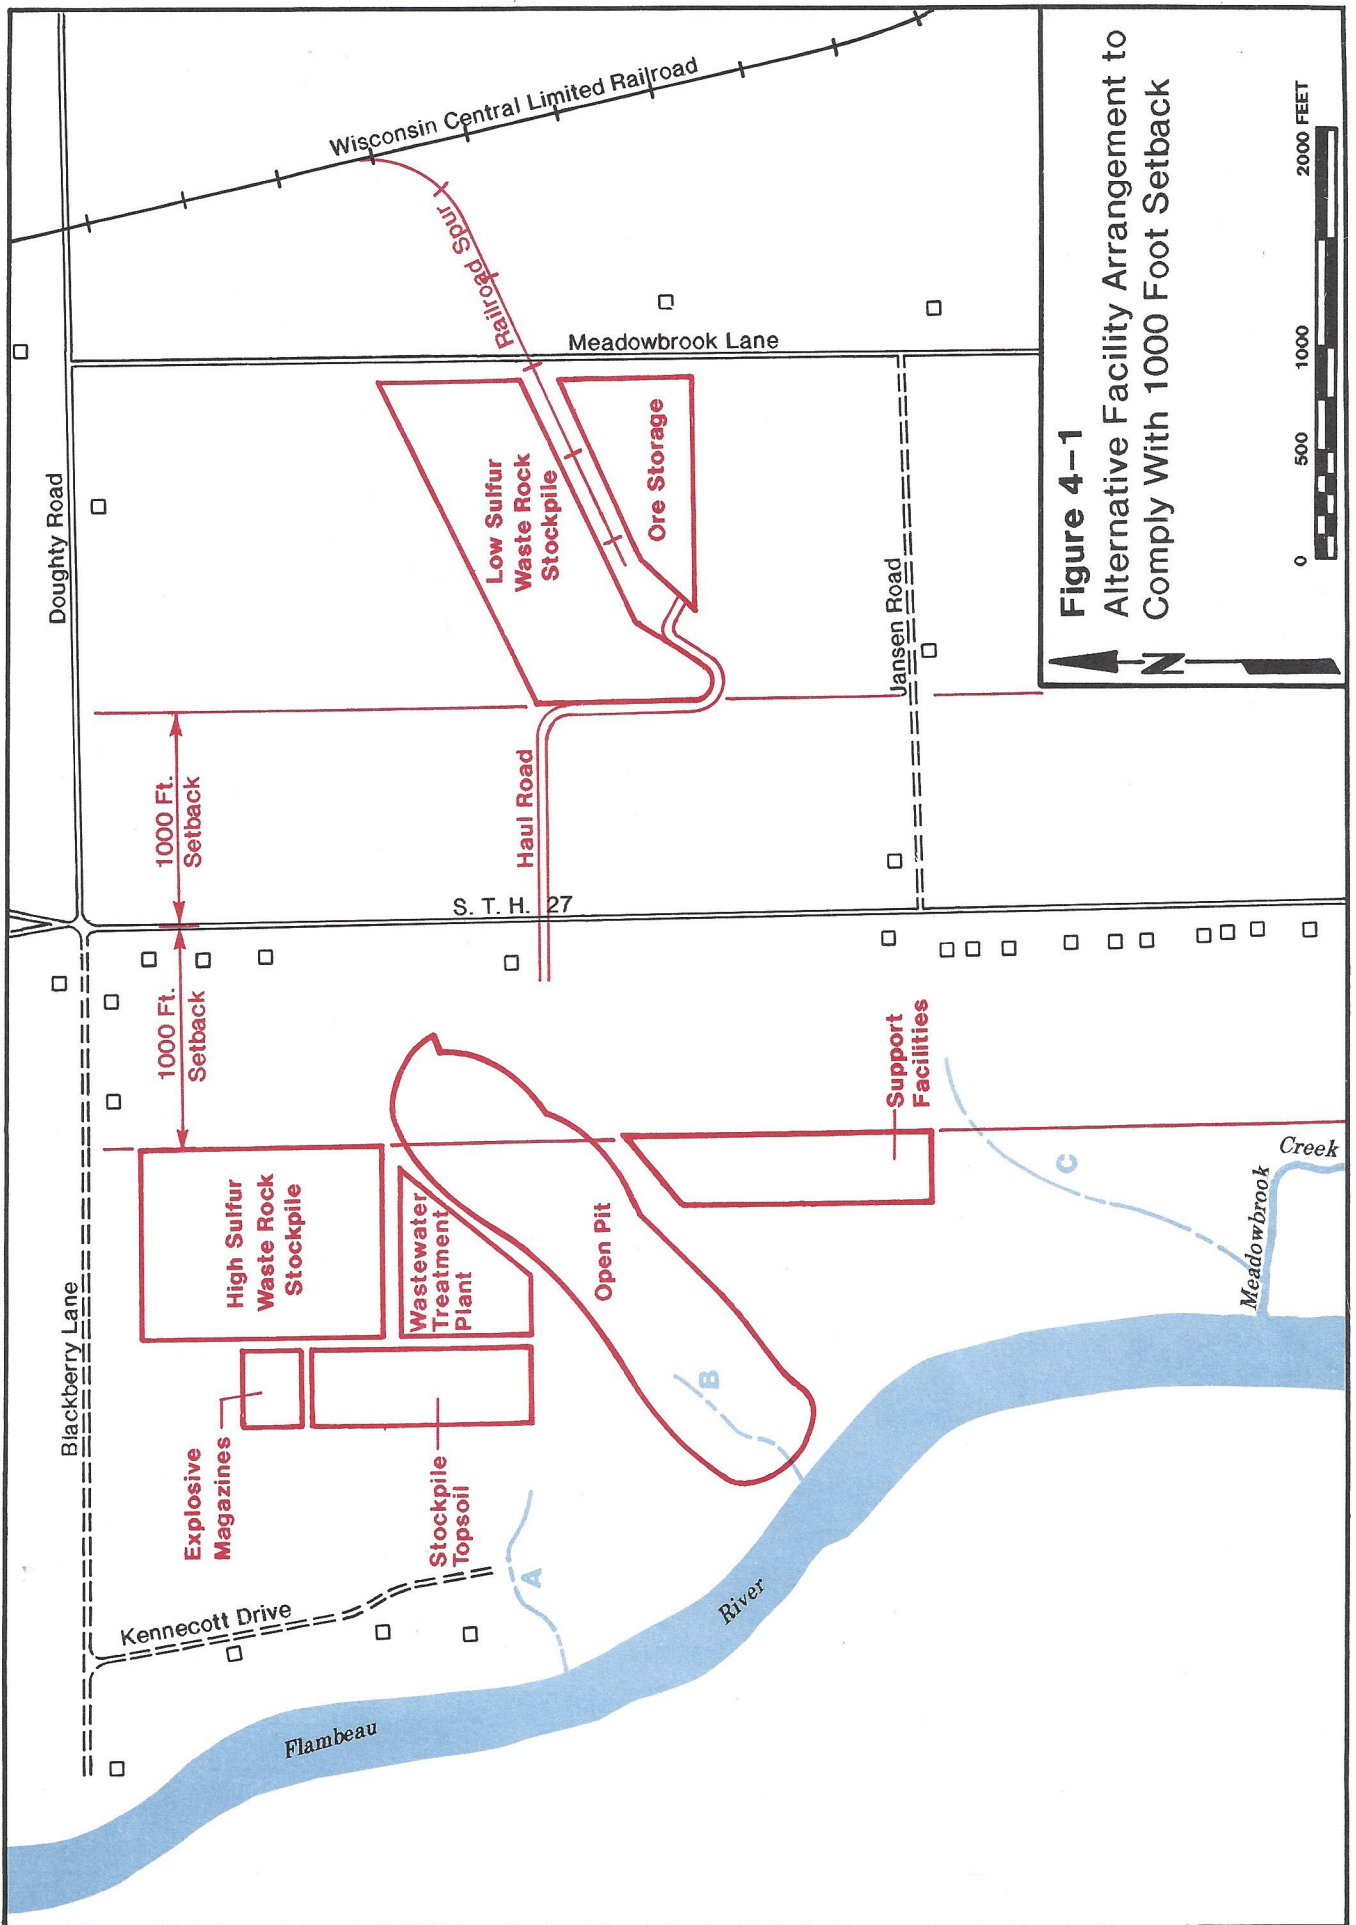 Blackberry Lane
Doughty Road
Kennecott Drive
Explosive
Magazines
High Sulfur
Waste Rock
Stockpile
1000 Ft.
Setback
1000 Ft.
Setback
Wisconsin Central Limited Railroad
Railroad Spur
Stockpile
Topsoil
Wastewater
Treatment
Plant
S. T. H. 27
Haul Road
Low Sulfur
Waste Rock
Stockpile
Meadowbrook Lane
Ore Storage
Flambeau
River
A
B
C
Open Pit
Support
Facilities
Jansen Road
Meadowbrook
Creek
Figure 4-1
Alternative Facility Arrangement to
Comply With 1000 Foot Setback
N
0 500 1000 2000 FEET